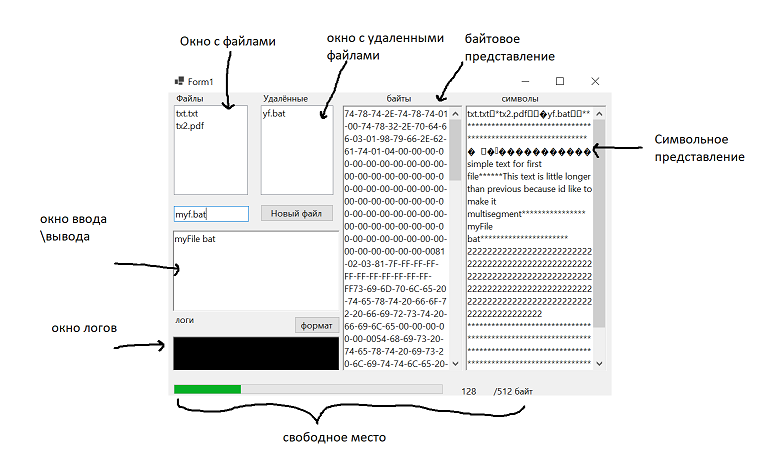 Окно с файлами
окно с удаленными
файлами
байтовое
представление
Form1
Файлы
Удалённые
байты
символы
txt.txt
tx2.pdf
yf.bat
74-78-74-2E-74-78-74-01
-00-74-78-32-2E-70-64-6
6-03-01-98-79-66-2E-62-
61-74-01-04-00-00-00-0
0-00-00-00-00-00-00-00-
0-00-00-00-00-00-00-00-
0-00-00-00-00-00-00-00-
0-00-00-00-00-00-00-00-
0-00-00-00-00-00-00-00-
0-00-00-00-00-00-00-00-
0-00-00-00-00-00-00-00-
00-00-00-00-00-00-0081
-02-03-81-7F-FF-FF-FF-
FF-FF-FF-FF-FF-FF-FF-
FF73-69-6D-70-6C-65-20
-74-65-78-74-20-66-6F-7
2-20-66-69-72-73-74-20-
66-69-6C-65-00-00-00-0
0-00-0054-68-69-73-20-
74-65-78-74-20-69-73-2
0-6C-69-74-74-6C-65-20-
txt.txt*tx2.pdf�yf.bat**
******************************
*****************************
simple text for first
file******This text is little longer
than previous because id like to
make it
multisegment****************
myFile
bat**********************
2222222222222222222222222
2222222222222222222222222
2222222222222222222222222
2222222222222222222222222
2222222222222222222222222
222222222222222
******************************
******************************
******************************
******************************
Символьное
представление
myf.bat
Новый файл
окно ввода
\вывода
myFile bat
логи
формат
окно логов
128
/512 байт
свободное место